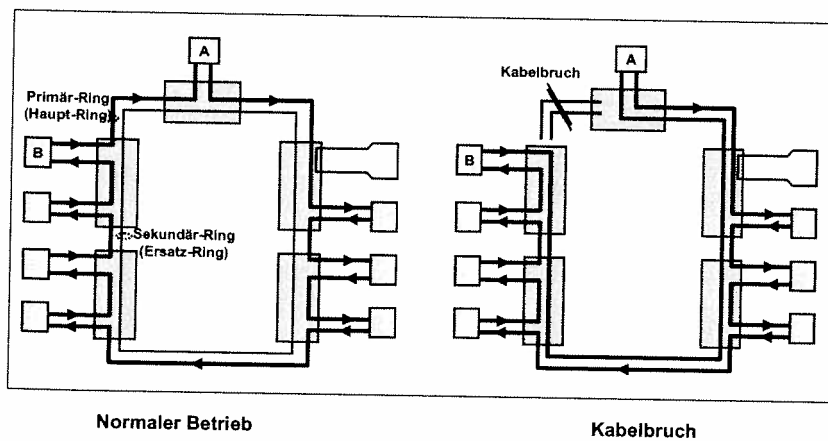 A
Primär-Ring
(Haupt-Ring)
B
Sekundär-Ring
(Ersatz-Ring)
Normaler Betrieb
A
Kabelbruch
B
Kabelbruch